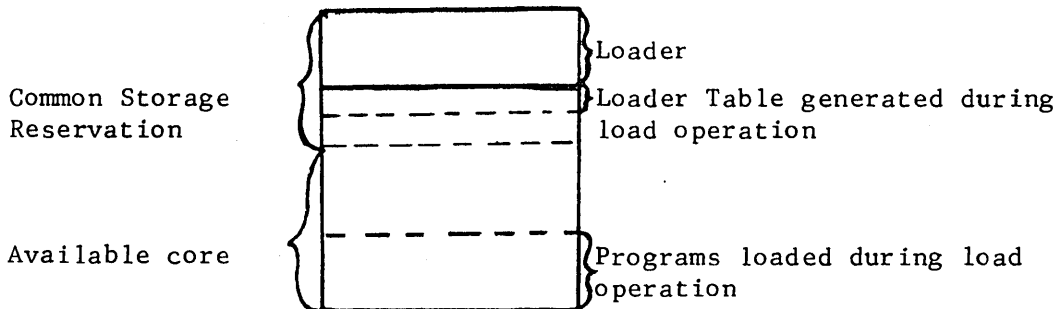 Loader
Common Storage
Reservation
Loader Table generated during
load operation
Available core
Programs loaded during load
operation